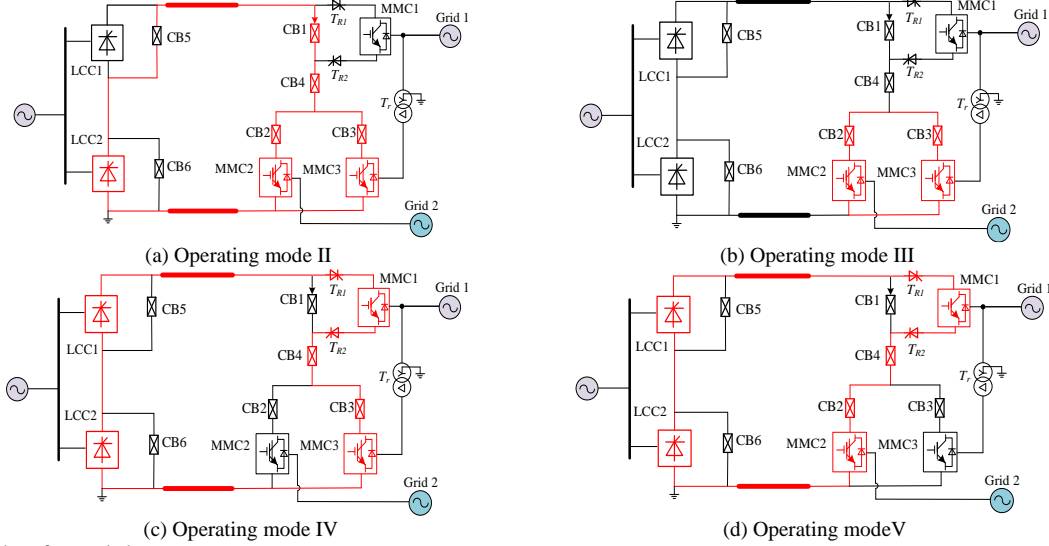 MMC1
Grid 1
CB1
T_R1
CB5
LCC1
T_R2
CB4
T_r
LCC2
CB2
CB3
CB6
MMC2
MMC3
Grid 2
(a) Operating mode II
MMC1
Grid 1
CB1
T_R1
CB5
LCC1
T_R2
CB4
T_r
LCC2
CB2
CB3
CB6
MMC2
MMC3
Grid 2
(b) Operating mode III
MMC1
Grid 1
T_R1
CB1
CB5
LCC1
T_R2
CB4
T_r
LCC2
CB2
CB3
CB6
MMC2
MMC3
Grid 2
(c) Operating mode IV
MMC1
Grid 1
T_R1
CB1
CB5
LCC1
T_R2
CB4
T_r
LCC2
CB2
CB3
CB6
MMC2
MMC3
Grid 2
(d) Operating modeV